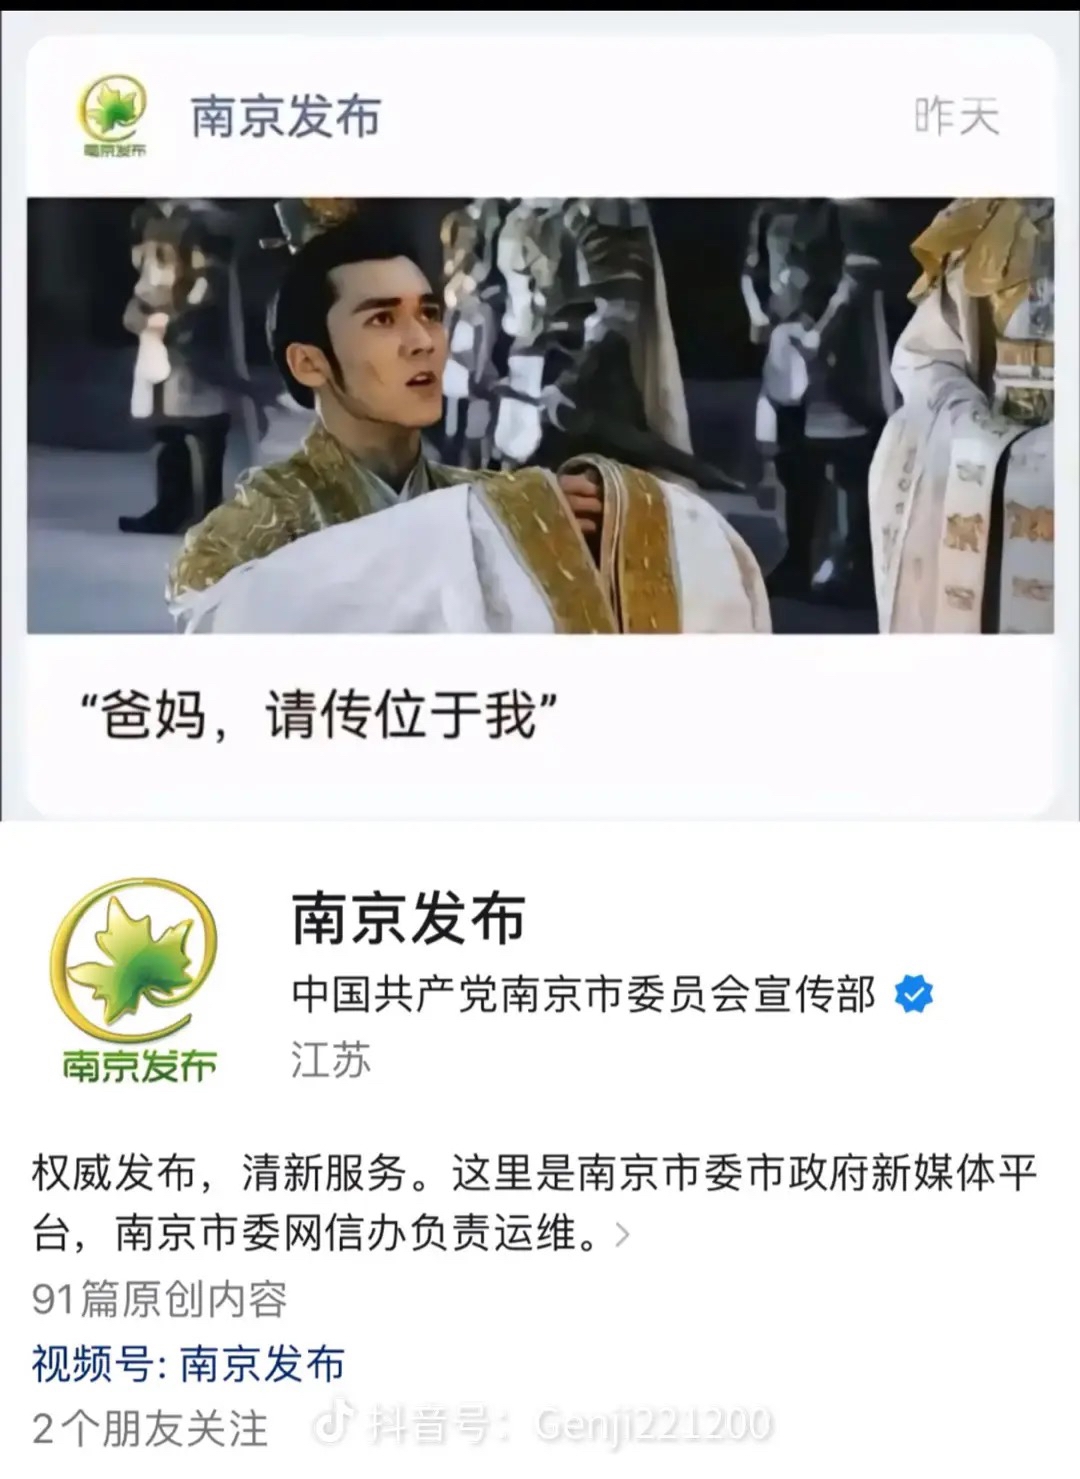 南京发布
南京发布
昨天
“爸妈，请传位于我”
南京发布
南京发布
中国共产党南京市委员会宣传部
江苏
权威发布，清新服务。这里是南京市委市政府新媒体平
台，南京市委网信办负责运维。
91篇原创内容
视频号: 南京发布
2个朋友关注
抖音号：Genji221200